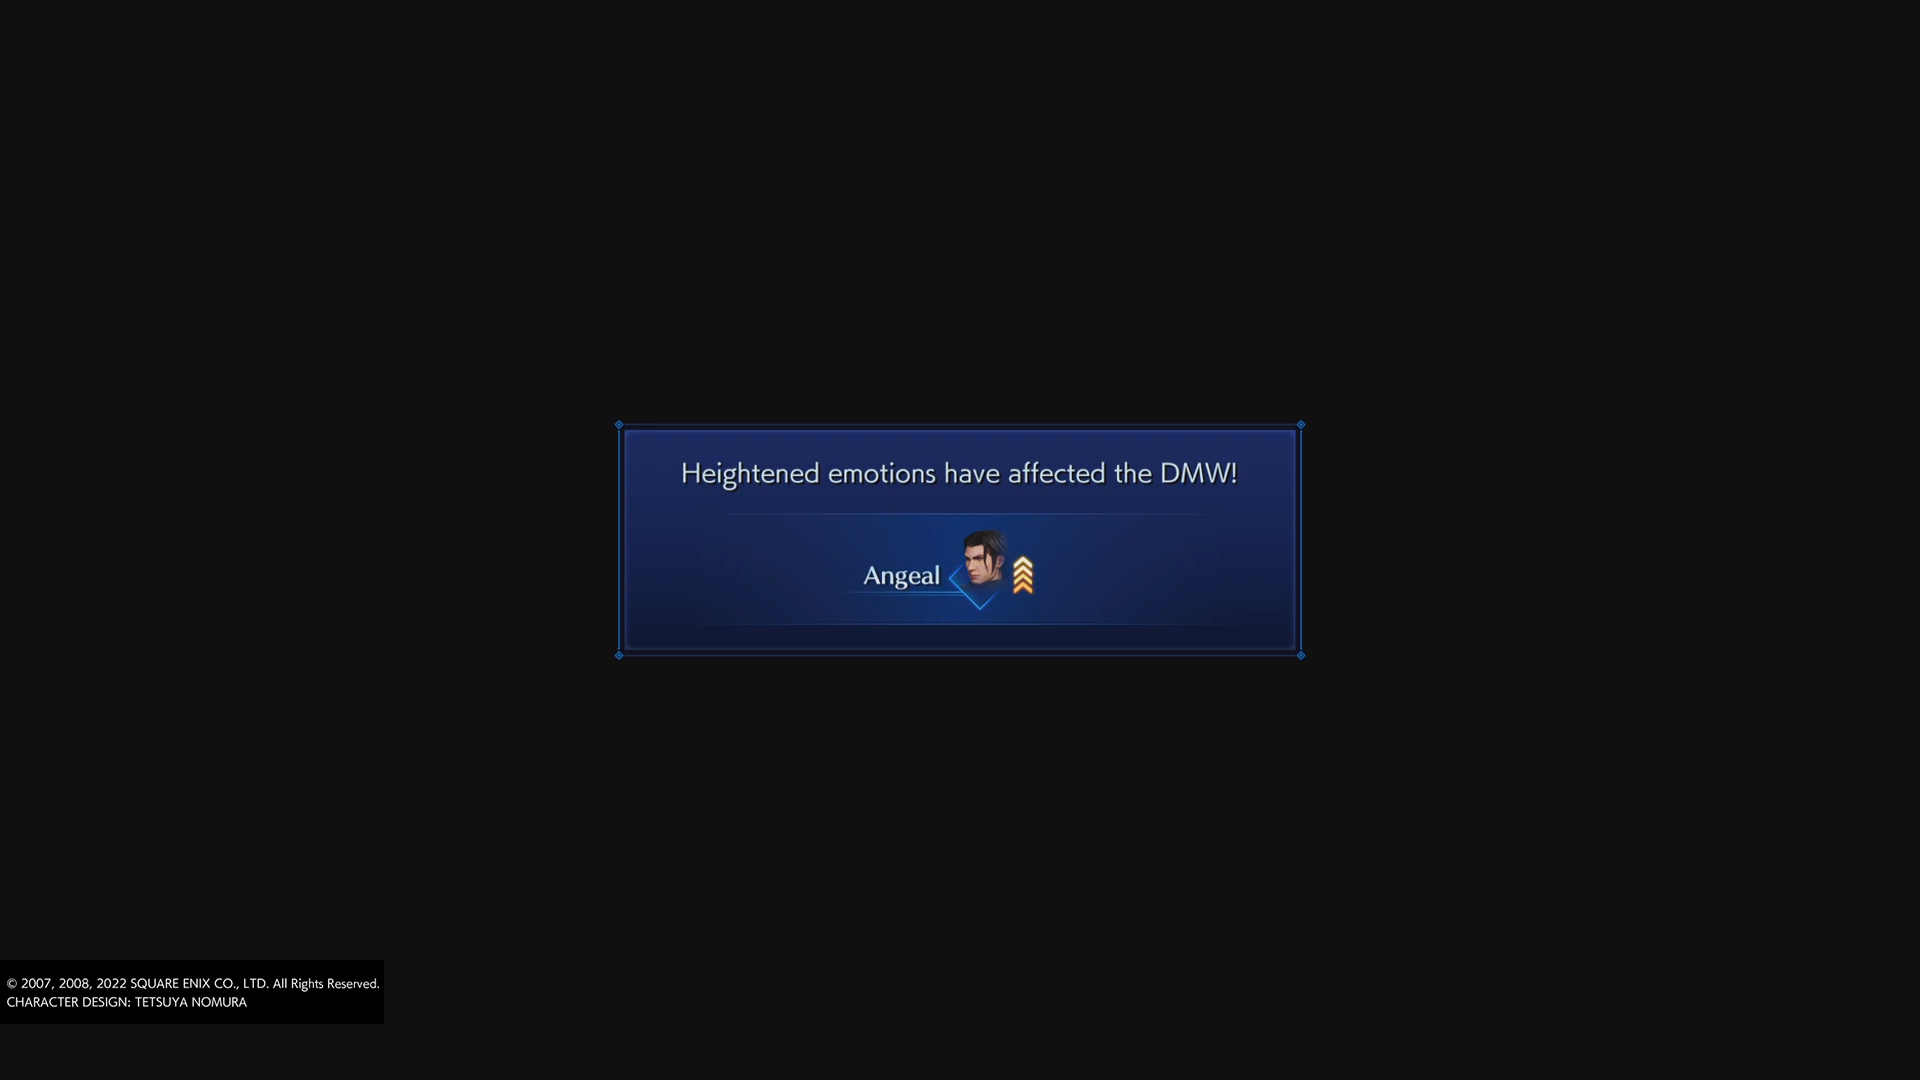 Heightened emotions have affected the DMW!
Angeal
© 2007, 2008, 2022 SQUARE ENIX CO., LTD. All Rights Reserved.
CHARACTER DESIGN: TETSUYA NOMURA